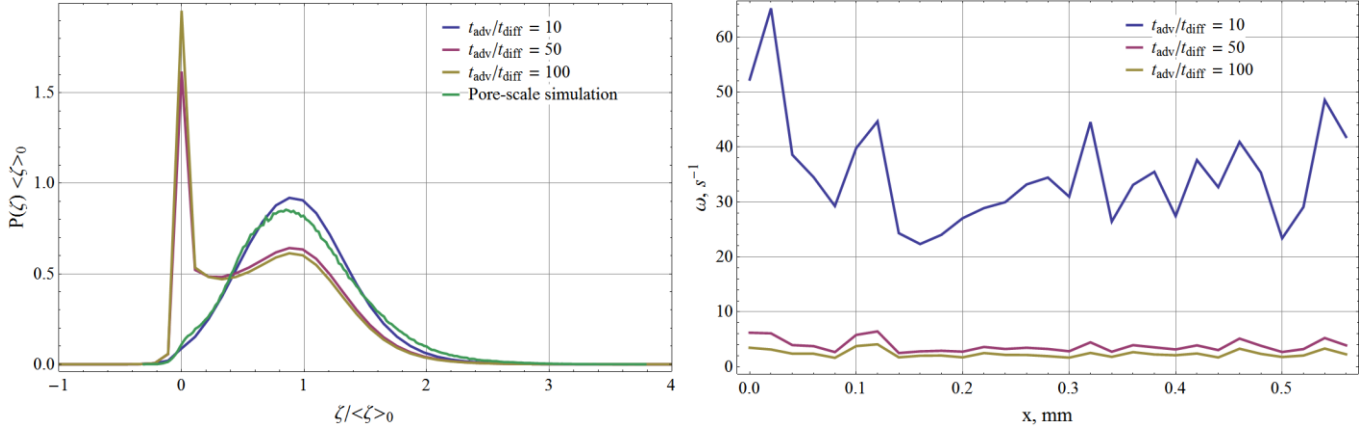 t_adv/t_diff = 10
t_adv/t_diff = 50
t_adv/t_diff = 100
Pore-scale simulation
P(ζ) <ζ>₀
1.5
1.0
0.5
0.0
-1
0
1
2
3
4
ζ/<ζ>₀
t_adv/t_diff = 10
t_adv/t_diff = 50
t_adv/t_diff = 100
ω, s⁻¹
60
50
40
30
20
10
0
0.0
0.1
0.2
0.3
0.4
0.5
x, mm